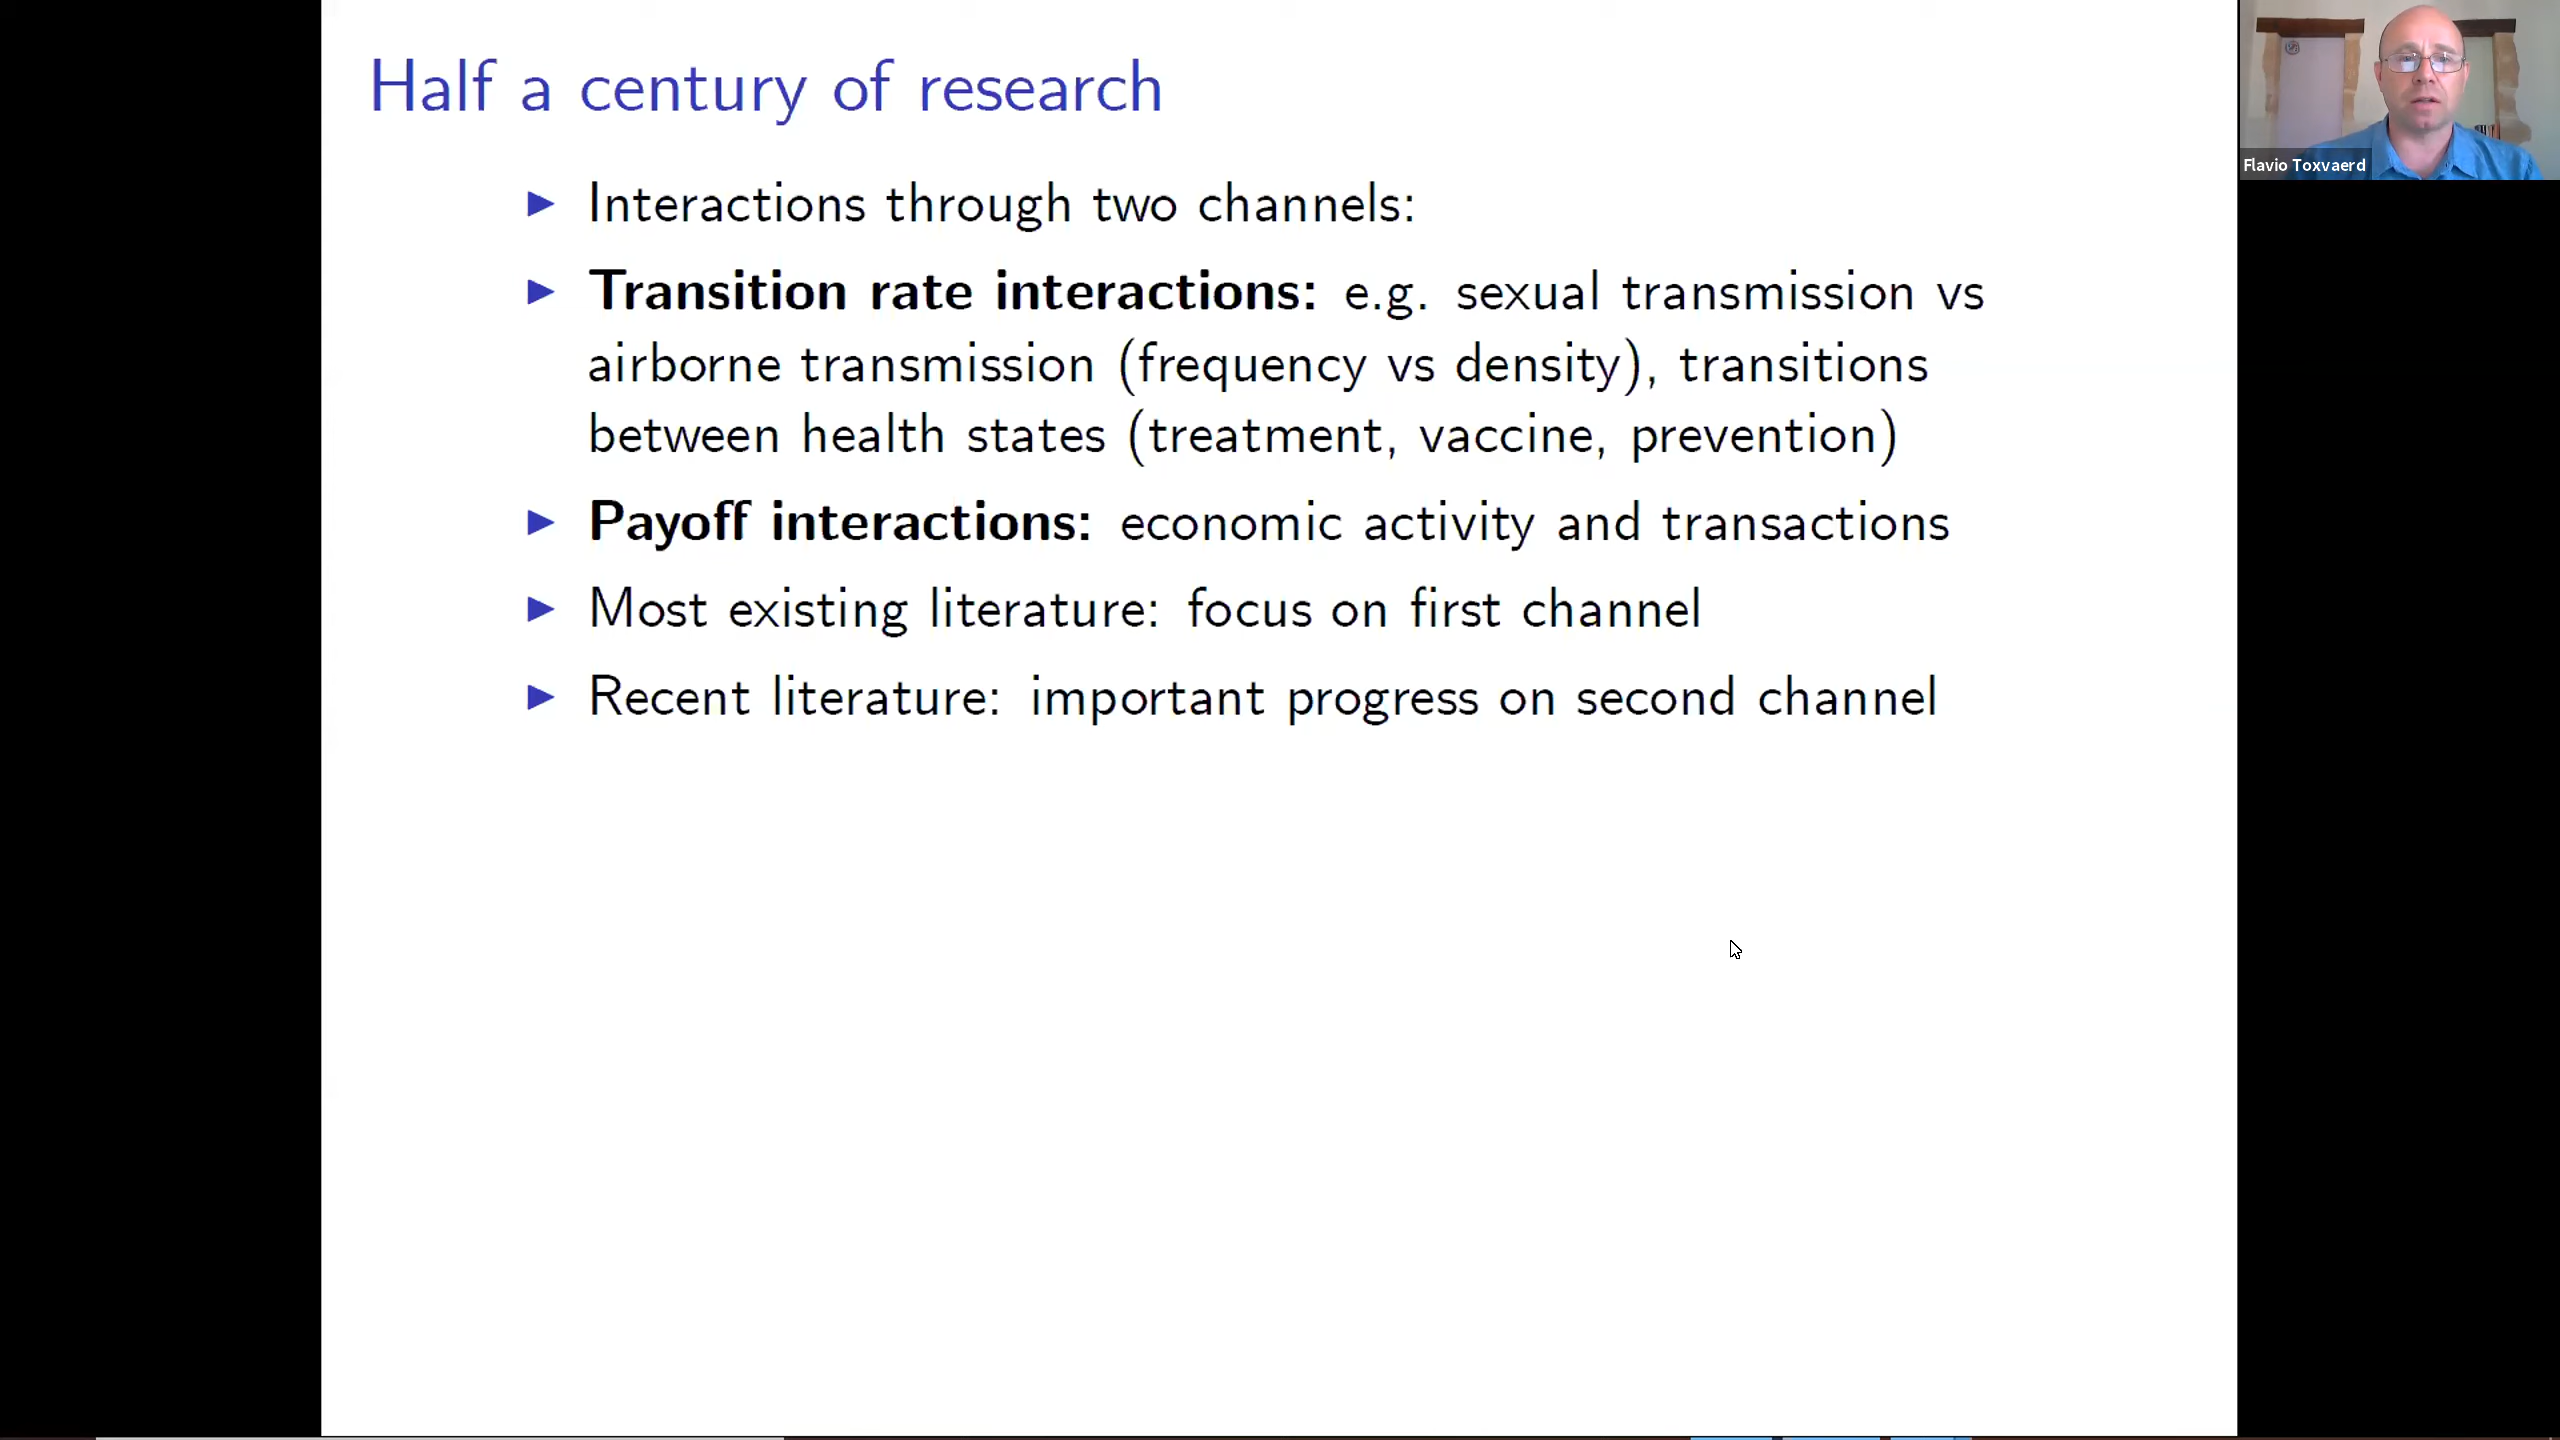 Half a century of research
Interactions through two channels:
Transition rate interactions: e.g. sexual transmission vs
airborne transmission (frequency vs density), transitions
between health states (treatment, vaccine, prevention)
Payoff interactions: economic activity and transactions
Most existing literature: focus on first channel
Recent literature: important progress on second channel
Flavio Toxvaerd